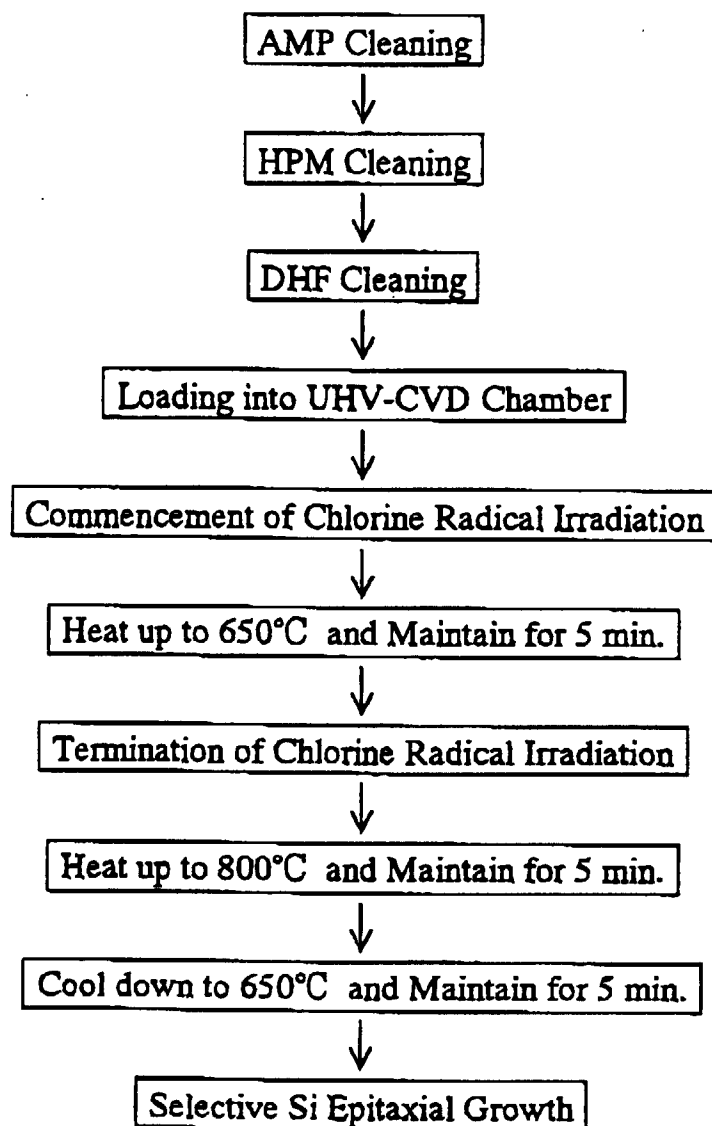 AMP Cleaning
HPM Cleaning
DHF Cleaning
Loading into UHV-CVD Chamber
Commencement of Chlorine Radical Irradiation
Heat up to 650°C and Maintain for 5 min.
Termination of Chlorine Radical Irradiation
Heat up to 800°C and Maintain for 5 min.
Cool down to 650°C and Maintain for 5 min.
Selective Si Epitaxial Growth